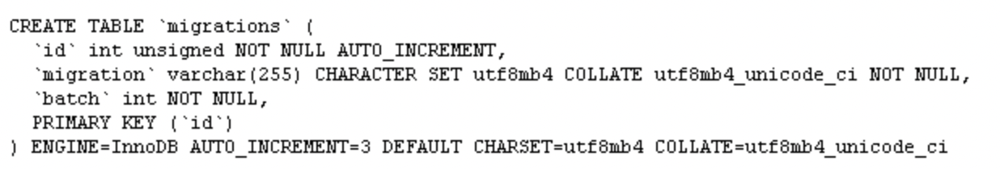 CREATE TABLE `migrations` (
  `id` int unsigned NOT NULL AUTO_INCREMENT,
  `migration` varchar(255) CHARACTER SET utf8mb4 COLLATE utf8mb4_unicode_ci NOT NULL,
  `batch` int NOT NULL,
  PRIMARY KEY (`id`)
) ENGINE=InnoDB AUTO_INCREMENT=3 DEFAULT CHARSET=utf8mb4 COLLATE=utf8mb4_unicode_ci